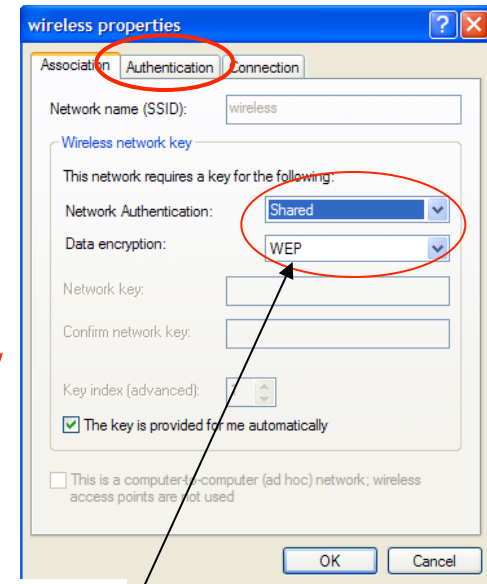 wireless properties
Association Authentication Connection
Network name (SSID): wireless
Wireless network key
This network requires a key for the following:
Network Authentication: Shared
Data encryption: WEP
Network key:
Confirm network key:
Key index (advanced):
The key is provided for me automatically
This is a computer-to-computer (ad hoc) network; wireless
access points are not used
OK Cancel